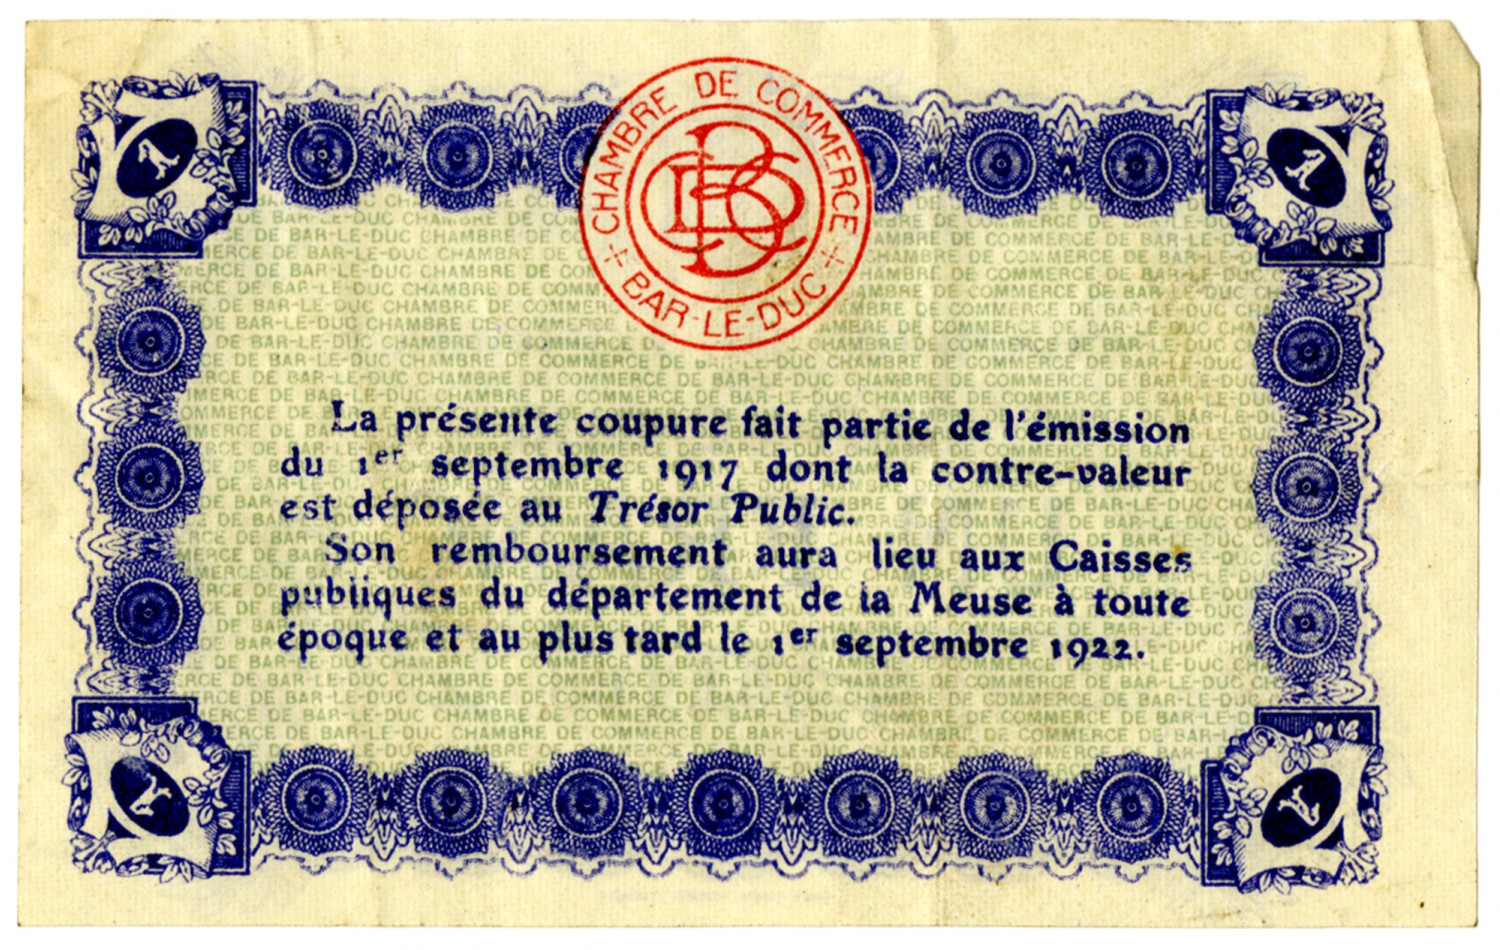 CHAMBRE DE COMMERCE
+ BAR-LE-DUC +
La présente coupure fait partie de l'émission
du 1er septembre 1917 dont la contre-valeur
est déposée au Trésor Public.
Son remboursement aura lieu aux Caisses
publiques du département de la Meuse à toute
époque et au plus tard le 1er septembre 1922.